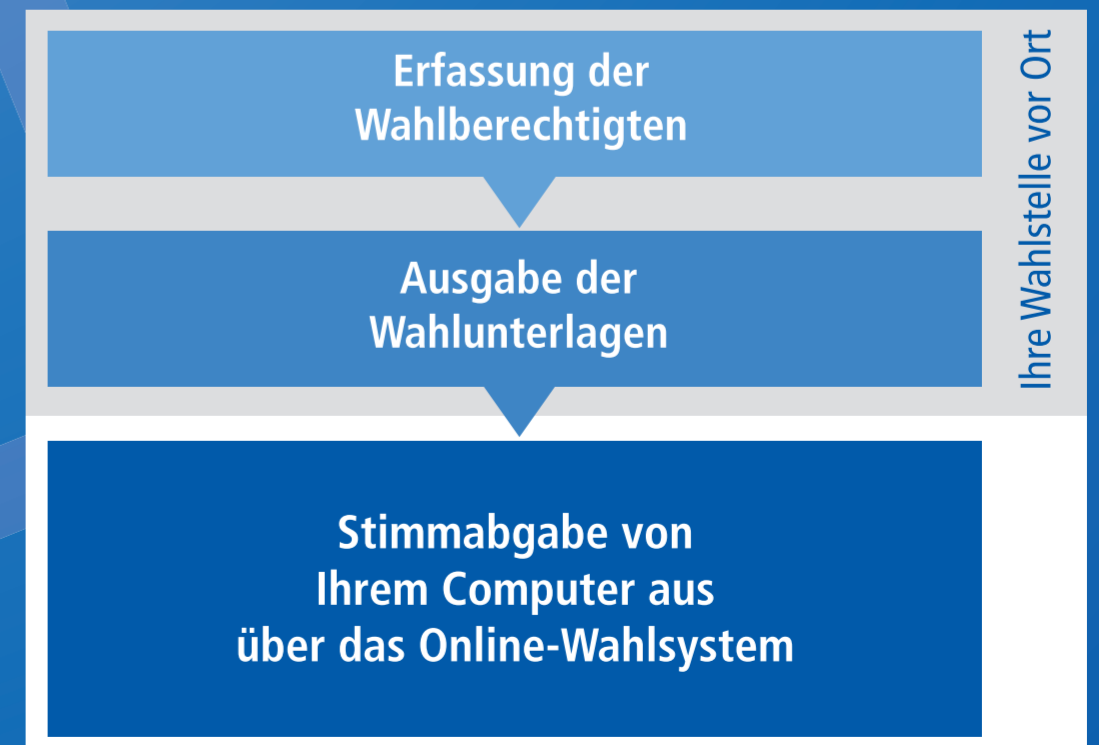 Erfassung der
Wahlberechtigten
Ausgabe der
Wahlunterlagen
Ihre Wahlstelle vor Ort
Stimmabgabe von
Ihrem Computer aus
über das Online-Wahlsystem